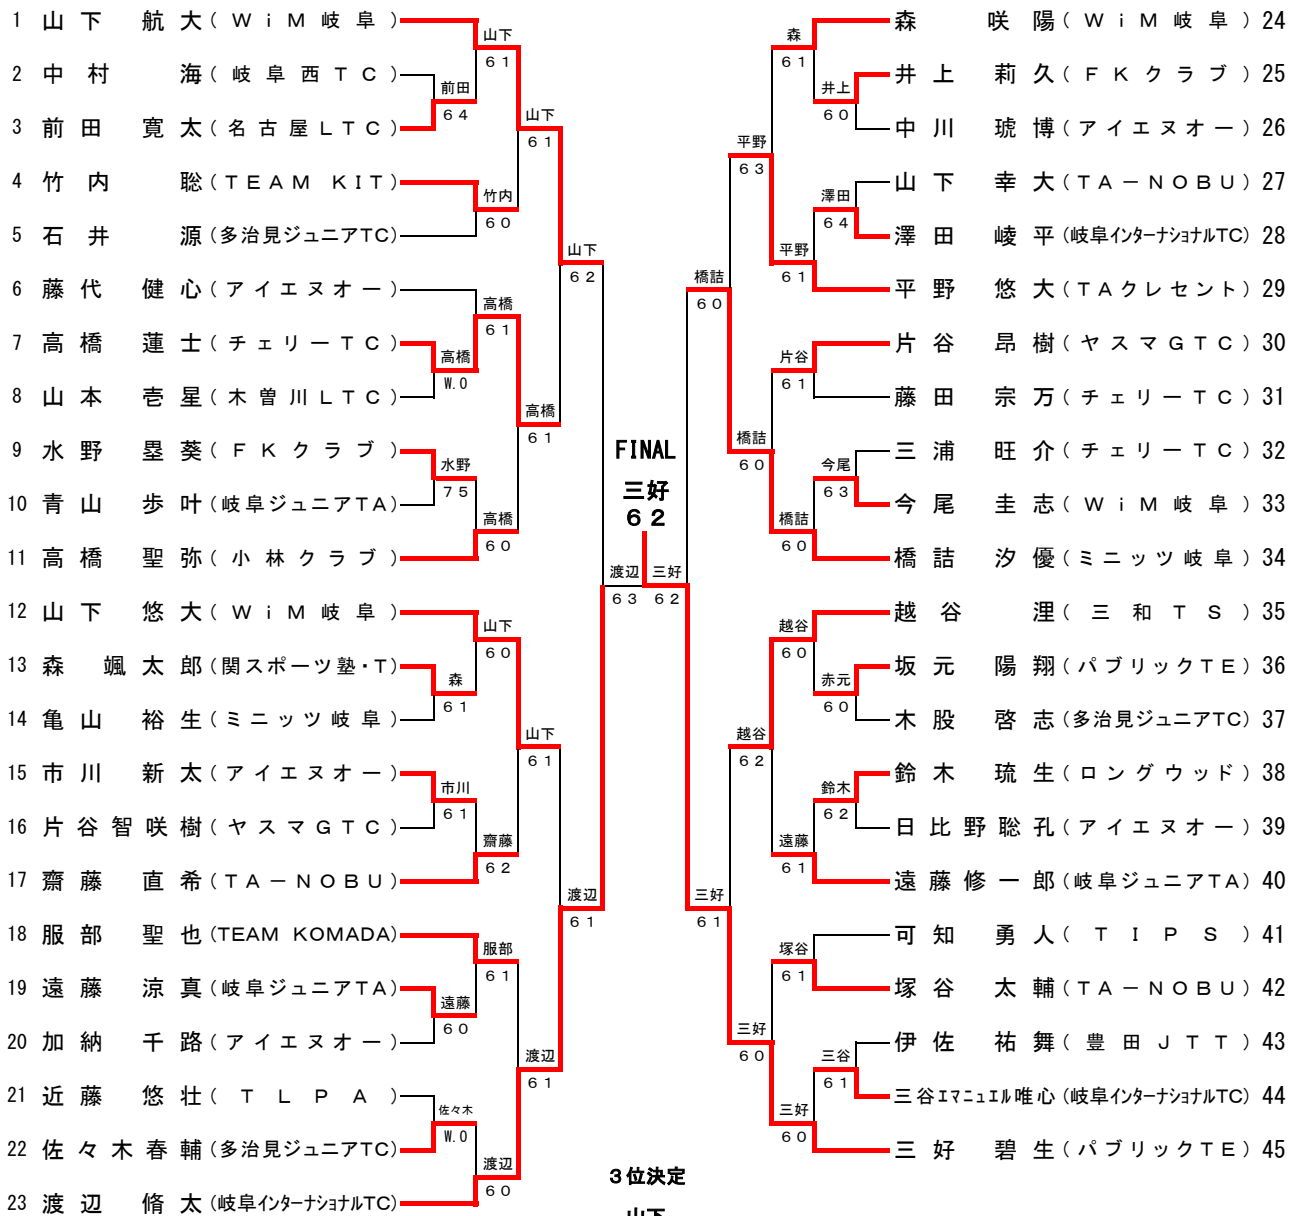 1 山下 航大 (WiM岐阜)
2 中村 海 (岐阜西TC)
3 前田 寛太 (名古屋LTC)
4 竹内 聡 (TEAM KIT)
5 石井 源 (多治見ジュニアTC)
6 藤代 健心 (アイエヌオー)
7 高橋 蓮士 (チェリーTC)
8 山本 壱星 (木曽川LTC)
9 水野 塁葵 (FKクラブ)
10 青山 歩叶 (岐阜ジュニアTA)
11 高橋 聖弥 (小林クラブ)
12 山下 悠大 (WiM岐阜)
13 森 颯太郎 (関スポーツ塾・T)
14 亀山 裕生 (ミニッツ岐阜)
15 市川 新太 (アイエヌオー)
16 片谷智咲樹 (ヤスマGTC)
17 齋藤 直希 (TA－NOBU)
18 服部 聖也 (TEAM KOMADA)
19 遠藤 涼真 (岐阜ジュニアTA)
20 加納 千路 (アイエヌオー)
21 近藤 悠壮 (TLPA)
22 佐々木春輔 (多治見ジュニアTC)
23 渡辺 脩太 (岐阜インターナショナルTC)
前田
64
高橋
W.0
水野
75
森
61
市川
61
遠藤
60
佐々木
W.0
山下
61
竹内
60
高橋
61
高橋
60
山下
60
齋藤
62
服部
61
渡辺
60
山下
61
高橋
61
山下
61
渡辺
61
山下
62
渡辺
61
渡辺
63
FINAL
三好
62
三好
62
3位決定
山下
橋詰
60
三好
61
平野
63
橋詰
60
越谷
62
三好
60
森
61
平野
61
片谷
61
橋詰
60
越谷
60
遠藤
61
塚谷
61
三好
60
井上
60
澤田
64
今尾
63
赤元
60
鈴木
62
三谷
61
森 咲陽 (WiM岐阜) 24
井上 莉久 (FKクラブ) 25
中川 琥博 (アイエヌオー) 26
山下 幸大 (TA－NOBU) 27
澤田 崚平 (岐阜インターナショナルTC) 28
平野 悠大 (TAクレセント) 29
片谷 昂樹 (ヤスマGTC) 30
藤田 宗万 (チェリーTC) 31
三浦 旺介 (チェリーTC) 32
今尾 圭志 (WiM岐阜) 33
橋詰 汐優 (ミニッツ岐阜) 34
越谷 浬 (三和TS) 35
坂元 陽翔 (パブリックTE) 36
木股 啓志 (多治見ジュニアTC) 37
鈴木 琉生 (ロングウッド) 38
日比野聡孔 (アイエヌオー) 39
遠藤修一郎 (岐阜ジュニアTA) 40
可知 勇人 (TIPS) 41
塚谷 太輔 (TA－NOBU) 42
伊佐 祐舞 (豊田JTT) 43
三谷エマニュエル唯心 (岐阜インターナショナルTC) 44
三好 碧生 (パブリックTE) 45